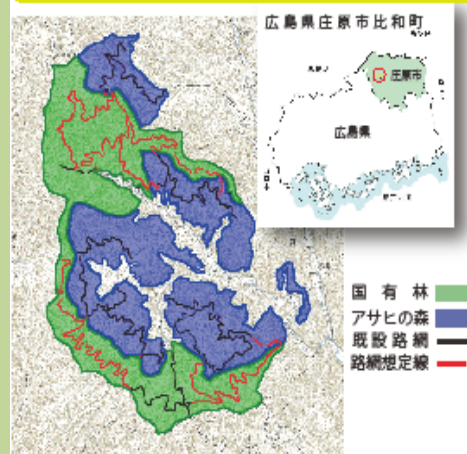 広島県庄原市比和町
庄原市
広島県
国有林
アサヒの森
既設路網
路網想定線